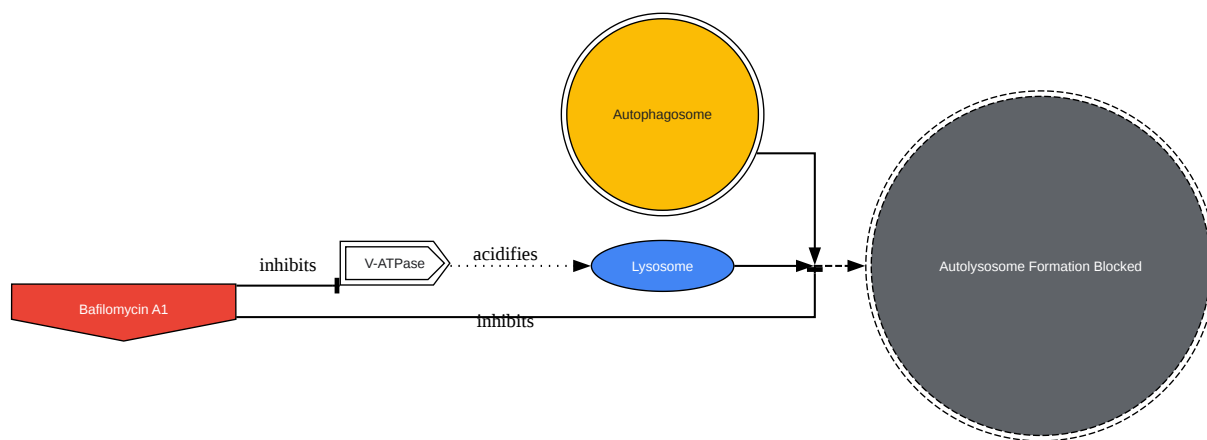 Autophagosome
inhibits
V-ATPase
acidifies
Lysosome
Autolysosome Formation Blocked
Bafilomycin A1
inhibits